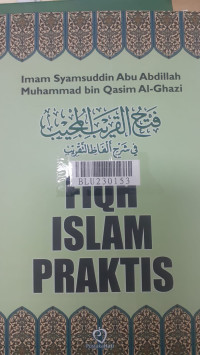 Imam Syamsuddin Abu Abdillah
Muhammad bin Qasim Al-Ghazi
فتح القريب المجيب
في شرح ألفاظ التقريب
BLU230153
FIQH
ISLAM
PRAKTIS